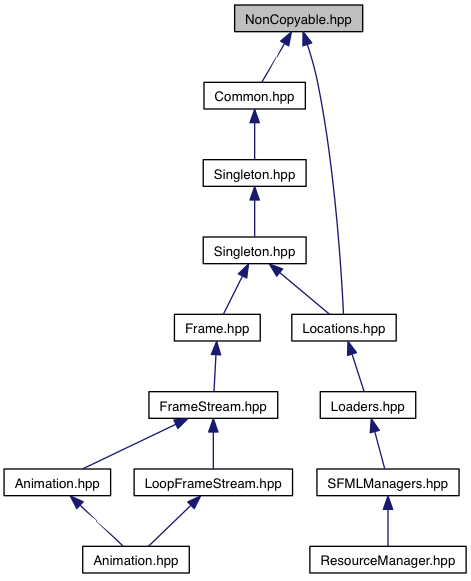 NonCopyable.hpp
Common.hpp
Singleton.hpp
Singleton.hpp
Frame.hpp
Locations.hpp
FrameStream.hpp
Loaders.hpp
Animation.hpp
LoopFrameStream.hpp
SFMLManagers.hpp
Animation.hpp
ResourceManager.hpp